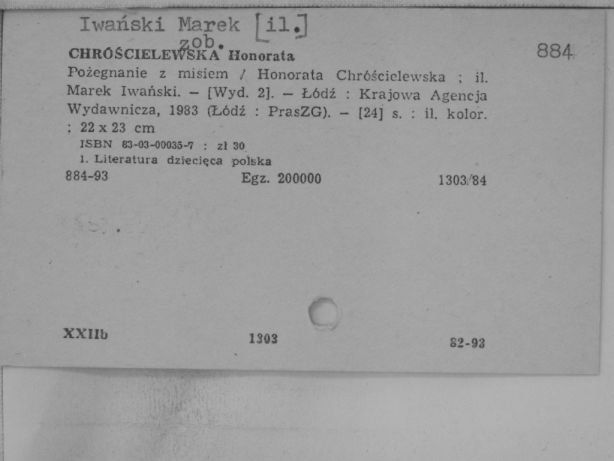 Iwański Marek [il.]
zob.
CHRÓŚCIELEWSKA Honorata
884
Pożegnanie z misiem / Honorata Chróścielewska ; il.
Marek Iwański. — [Wyd. 2]. — Łódź : Krajowa Agencja
Wydawnicza, 1983 (Łódź : PrasZG). — [24] s. : il. kolor.
; 22 x 23 cm
ISBN 83-03-00035-7 : zł 30
1. Literatura dziecięca polska
884-93 Egz. 200000 1303/84
XXIIb 1303 82-93